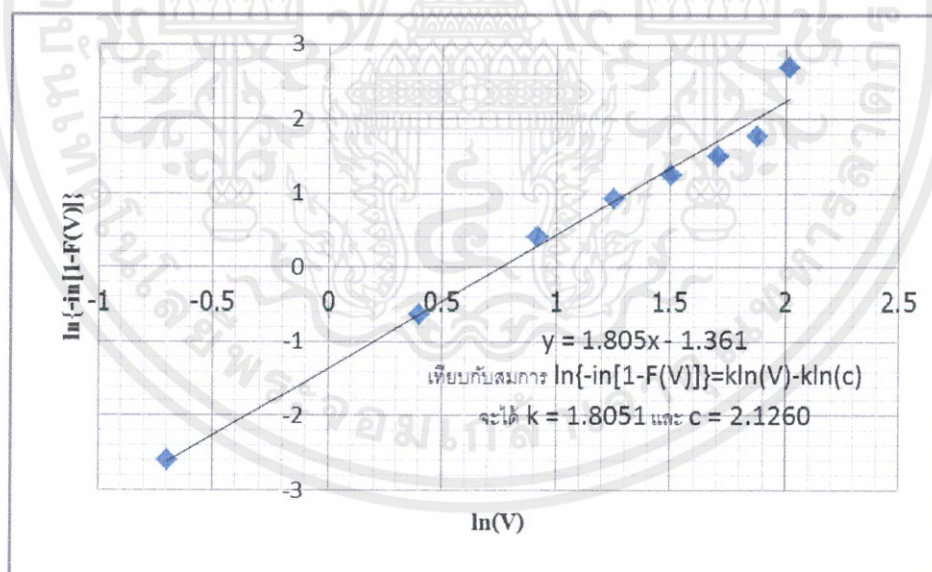 3
2
1
0
-1
-2
-3
-1 -0.5 0 0.5 1 1.5 2 2.5
ln{-in[1-F(V)]}
y = 1.805x - 1.361
เทียบกับสมการ ln{-in[1-F(V)]}=kln(V)-kln(c)
จะได้ k = 1.8051 และ c = 2.1260
ln(V)